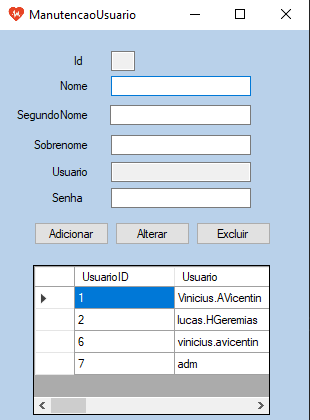 ManutencaoUsuario
Id
Nome
SegundoNome
Sobrenome
Usuario
Senha
Adicionar Alterar Excluir
UsuarioID Usuario
1 Vinicius.AVicentin
2 lucas.HGeremias
6 vinicius.avicentin
7 adm